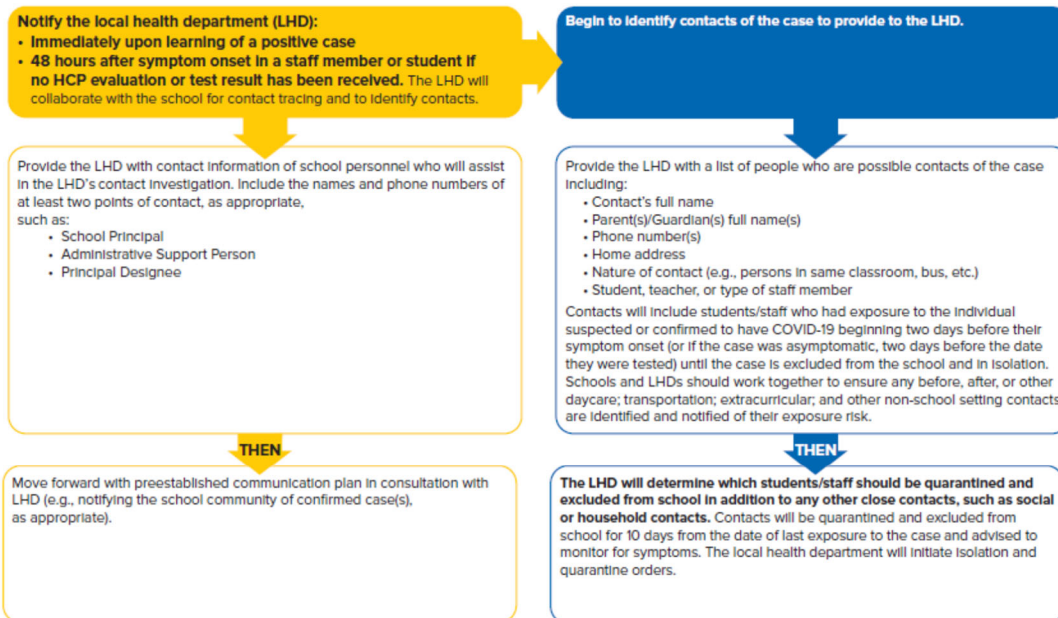 Notify the local health department (LHD):
• Immediately upon learning of a positive case
• 48 hours after symptom onset in a staff member or student if
no HCP evaluation or test result has been received. The LHD will
collaborate with the school for contact tracing and to identify contacts.
Begin to identify contacts of the case to provide to the LHD.
Provide the LHD with contact information of school personnel who will assist
in the LHD's contact investigation. Include the names and phone numbers of
at least two points of contact, as appropriate,
such as:
• School Principal
• Administrative Support Person
• Principal Designee
Provide the LHD with a list of people who are possible contacts of the case
including:
• Contact's full name
• Parent(s)/Guardian(s) full name(s)
• Phone number(s)
• Home address
• Nature of contact (e.g., persons in same classroom, bus, etc.)
• Student, teacher, or type of staff member
Contacts will include students/staff who had exposure to the individual
suspected or confirmed to have COVID-19 beginning two days before their
symptom onset (or if the case was asymptomatic, two days before the date
they were tested) until the case is excluded from the school and in isolation.
Schools and LHDs should work together to ensure any before, after, or other
daycare; transportation; extracurricular; and other non-school setting contacts
are identified and notified of their exposure risk.
THEN
Move forward with preestablished communication plan in consultation with
LHD (e.g., notifying the school community of confirmed case(s),
as appropriate).
THEN
The LHD will determine which students/staff should be quarantined and
excluded from school in addition to any other close contacts, such as social
or household contacts. Contacts will be quarantined and excluded from
school for 10 days from the date of last exposure to the case and advised to
monitor for symptoms. The local health department will initiate isolation and
quarantine orders.